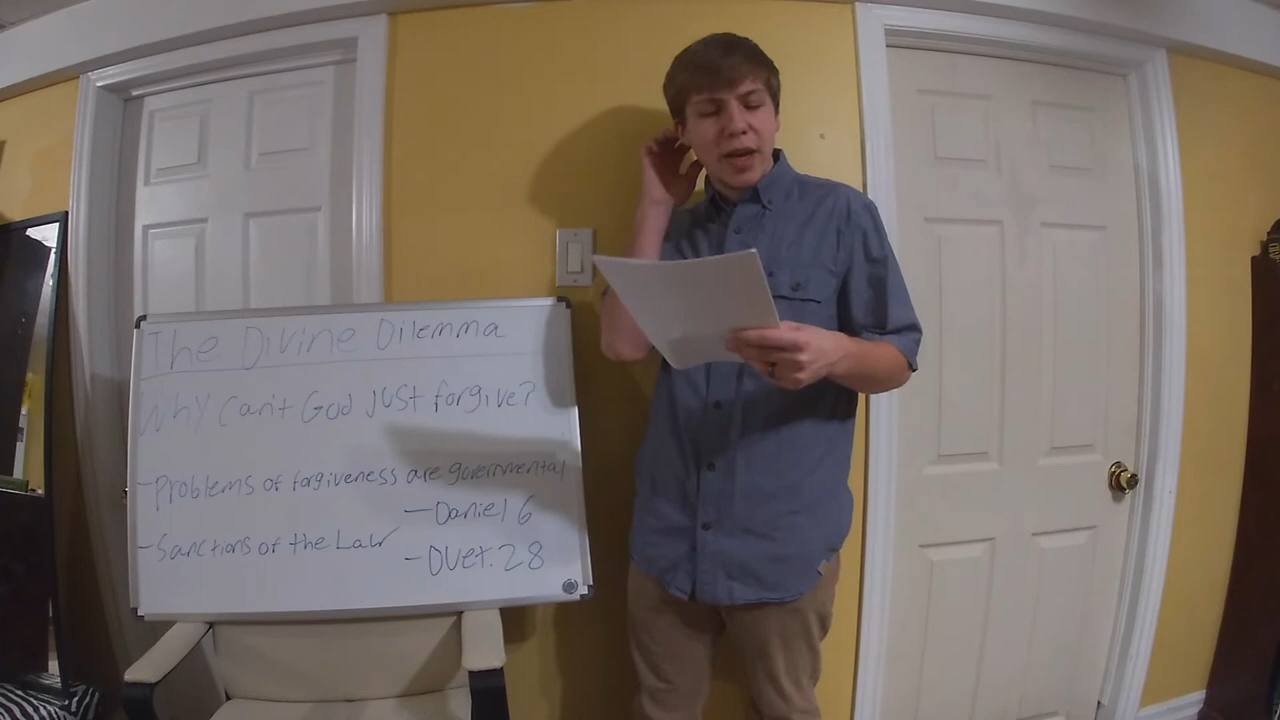 The Divine Dilemma
Why Can't God JUST forgive?
-Problems of forgiveness are governmental
-Daniel 6
-Sanctions of the Law
-Duet. 28